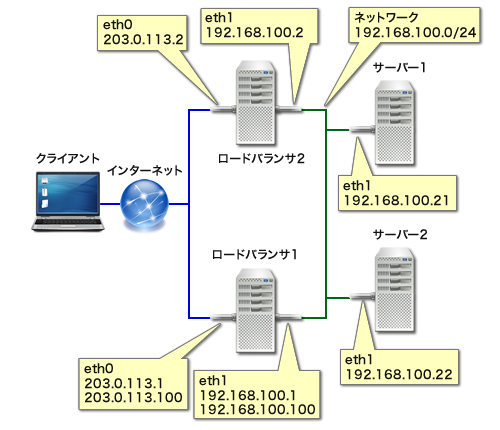 eth0
203.0.113.2
eth1
192.168.100.2
ネットワーク
192.168.100.0/24
サーバー1
クライアント
インターネット
ロードバランサ2
eth1
192.168.100.21
ロードバランサ1
サーバー2
eth0
203.0.113.1
203.0.113.100
eth1
192.168.100.1
192.168.100.100
eth1
192.168.100.22